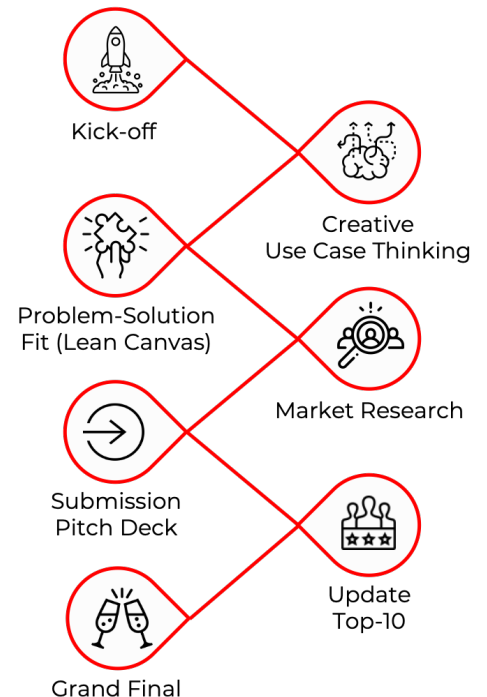 Kick-off
Creative
Use Case Thinking
Problem-Solution
Fit (Lean Canvas)
Market Research
Submission
Pitch Deck
Update
Top-10
Grand Final